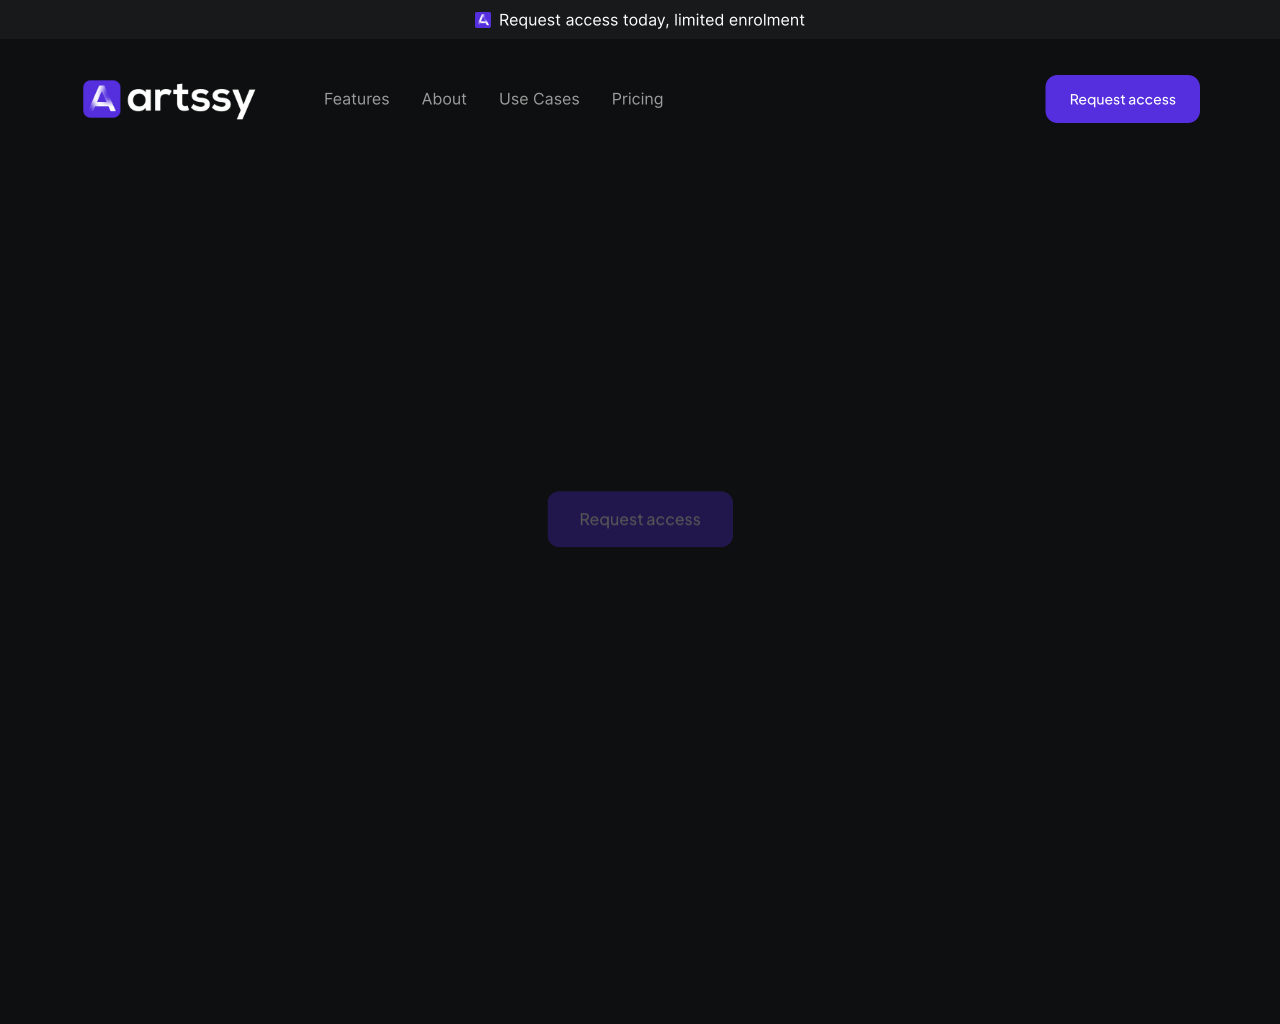 Request access today, limited enrolment
artssy
Features
About
Use Cases
Pricing
Request access
Request access